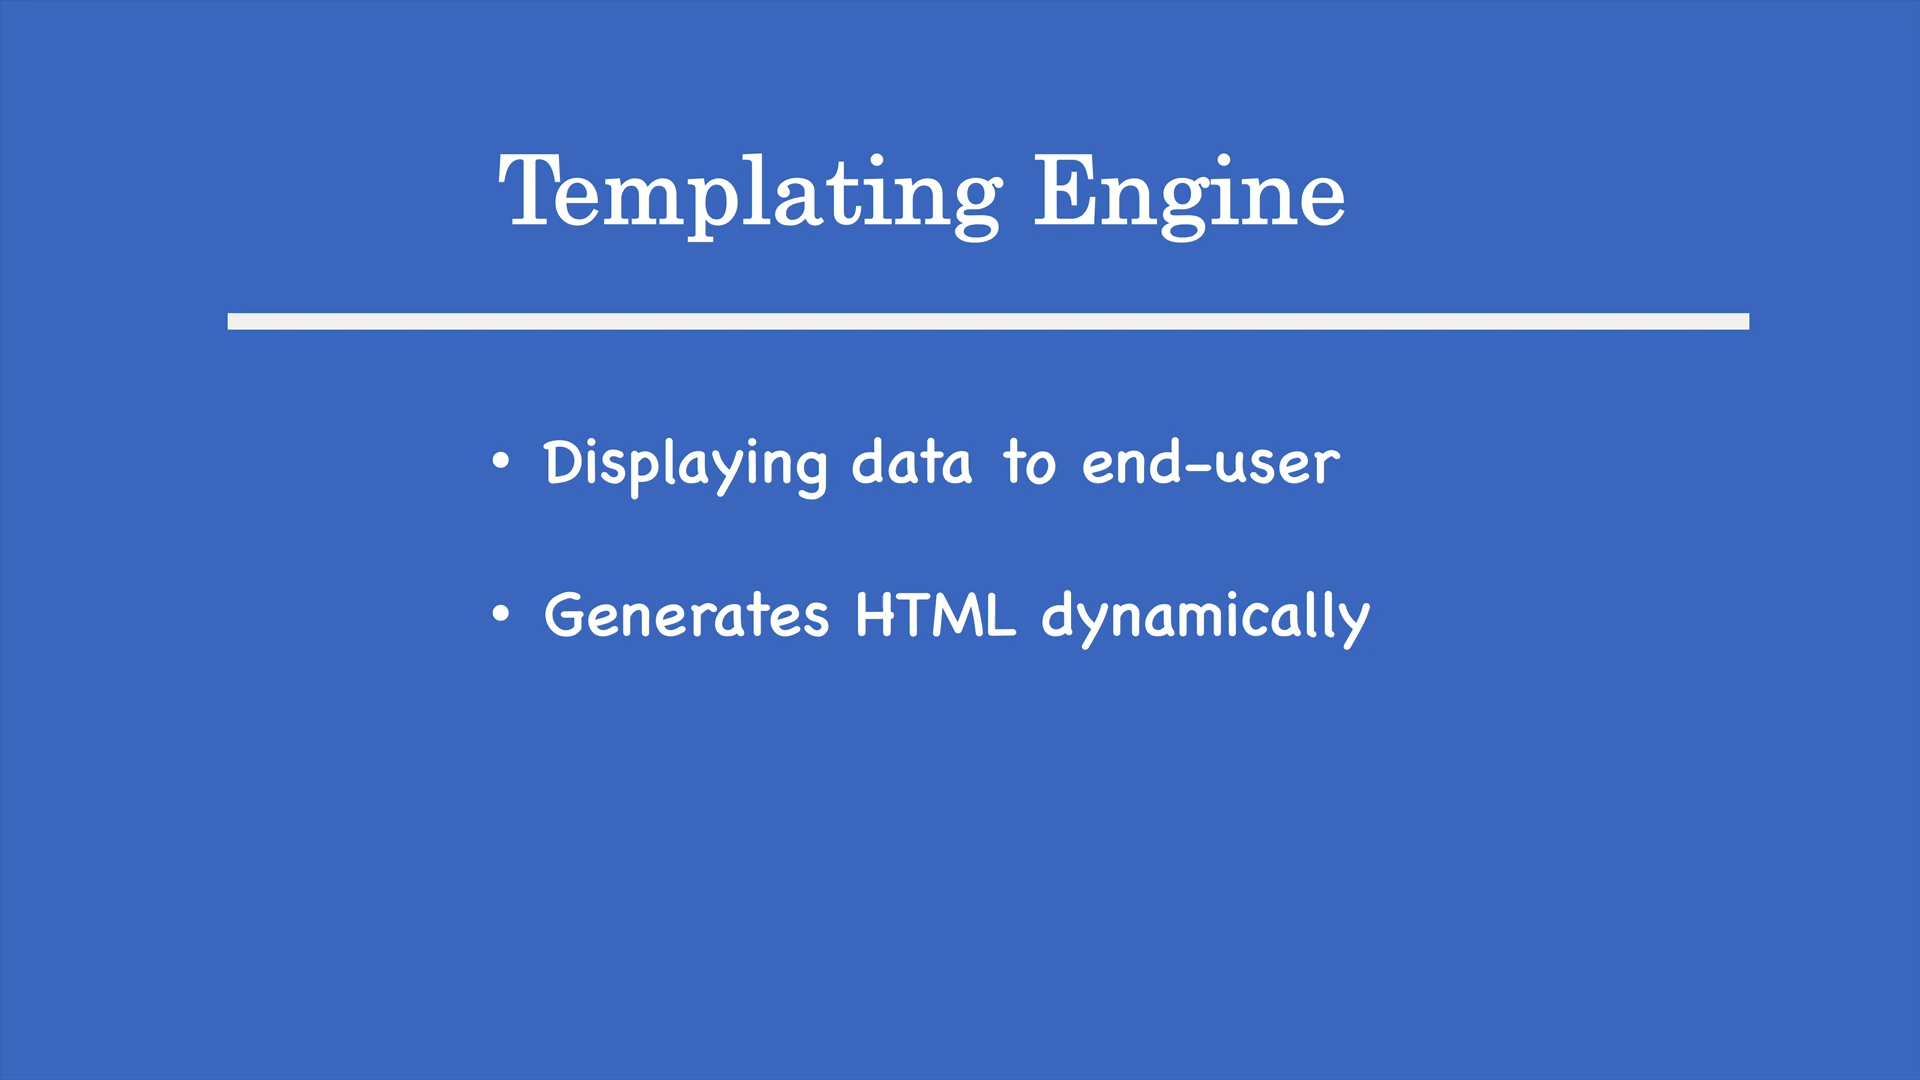 Templating Engine
• Displaying data to end-user
• Generates HTML dynamically